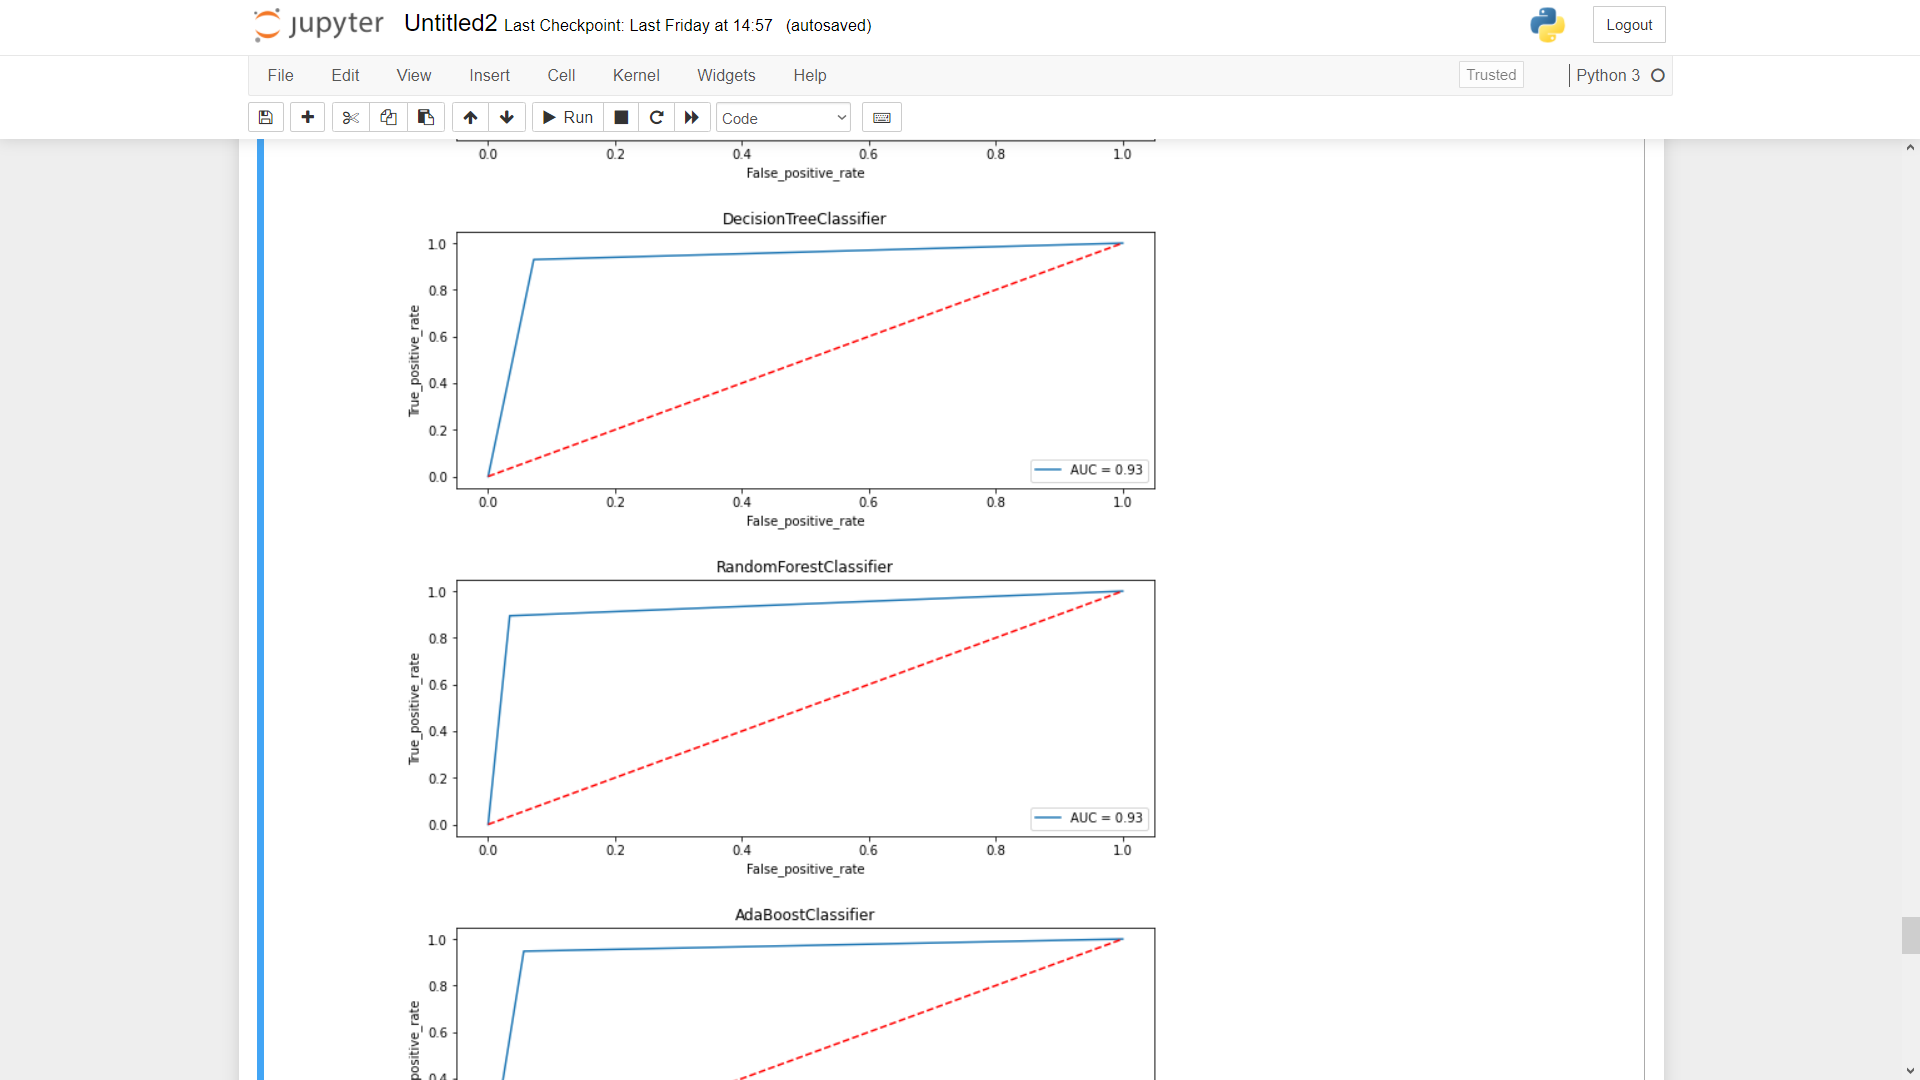 jupyter Untitled2 Last Checkpoint: Last Friday at 14:57 (autosaved) Logout
File Edit View Insert Cell Kernel Widgets Help Trusted Python 3
Run Code
0.0 0.2 0.4 0.6 0.8 1.0
False_positive_rate
DecisionTreeClassifier
1.0
0.8
0.6
0.4
0.2
0.0
True_positive_rate
AUC = 0.93
0.0 0.2 0.4 0.6 0.8 1.0
False_positive_rate
RandomForestClassifier
1.0
0.8
0.6
0.4
0.2
0.0
True_positive_rate
AUC = 0.93
0.0 0.2 0.4 0.6 0.8 1.0
False_positive_rate
AdaBoostClassifier
1.0
0.8
0.6
0.4
positive_rate